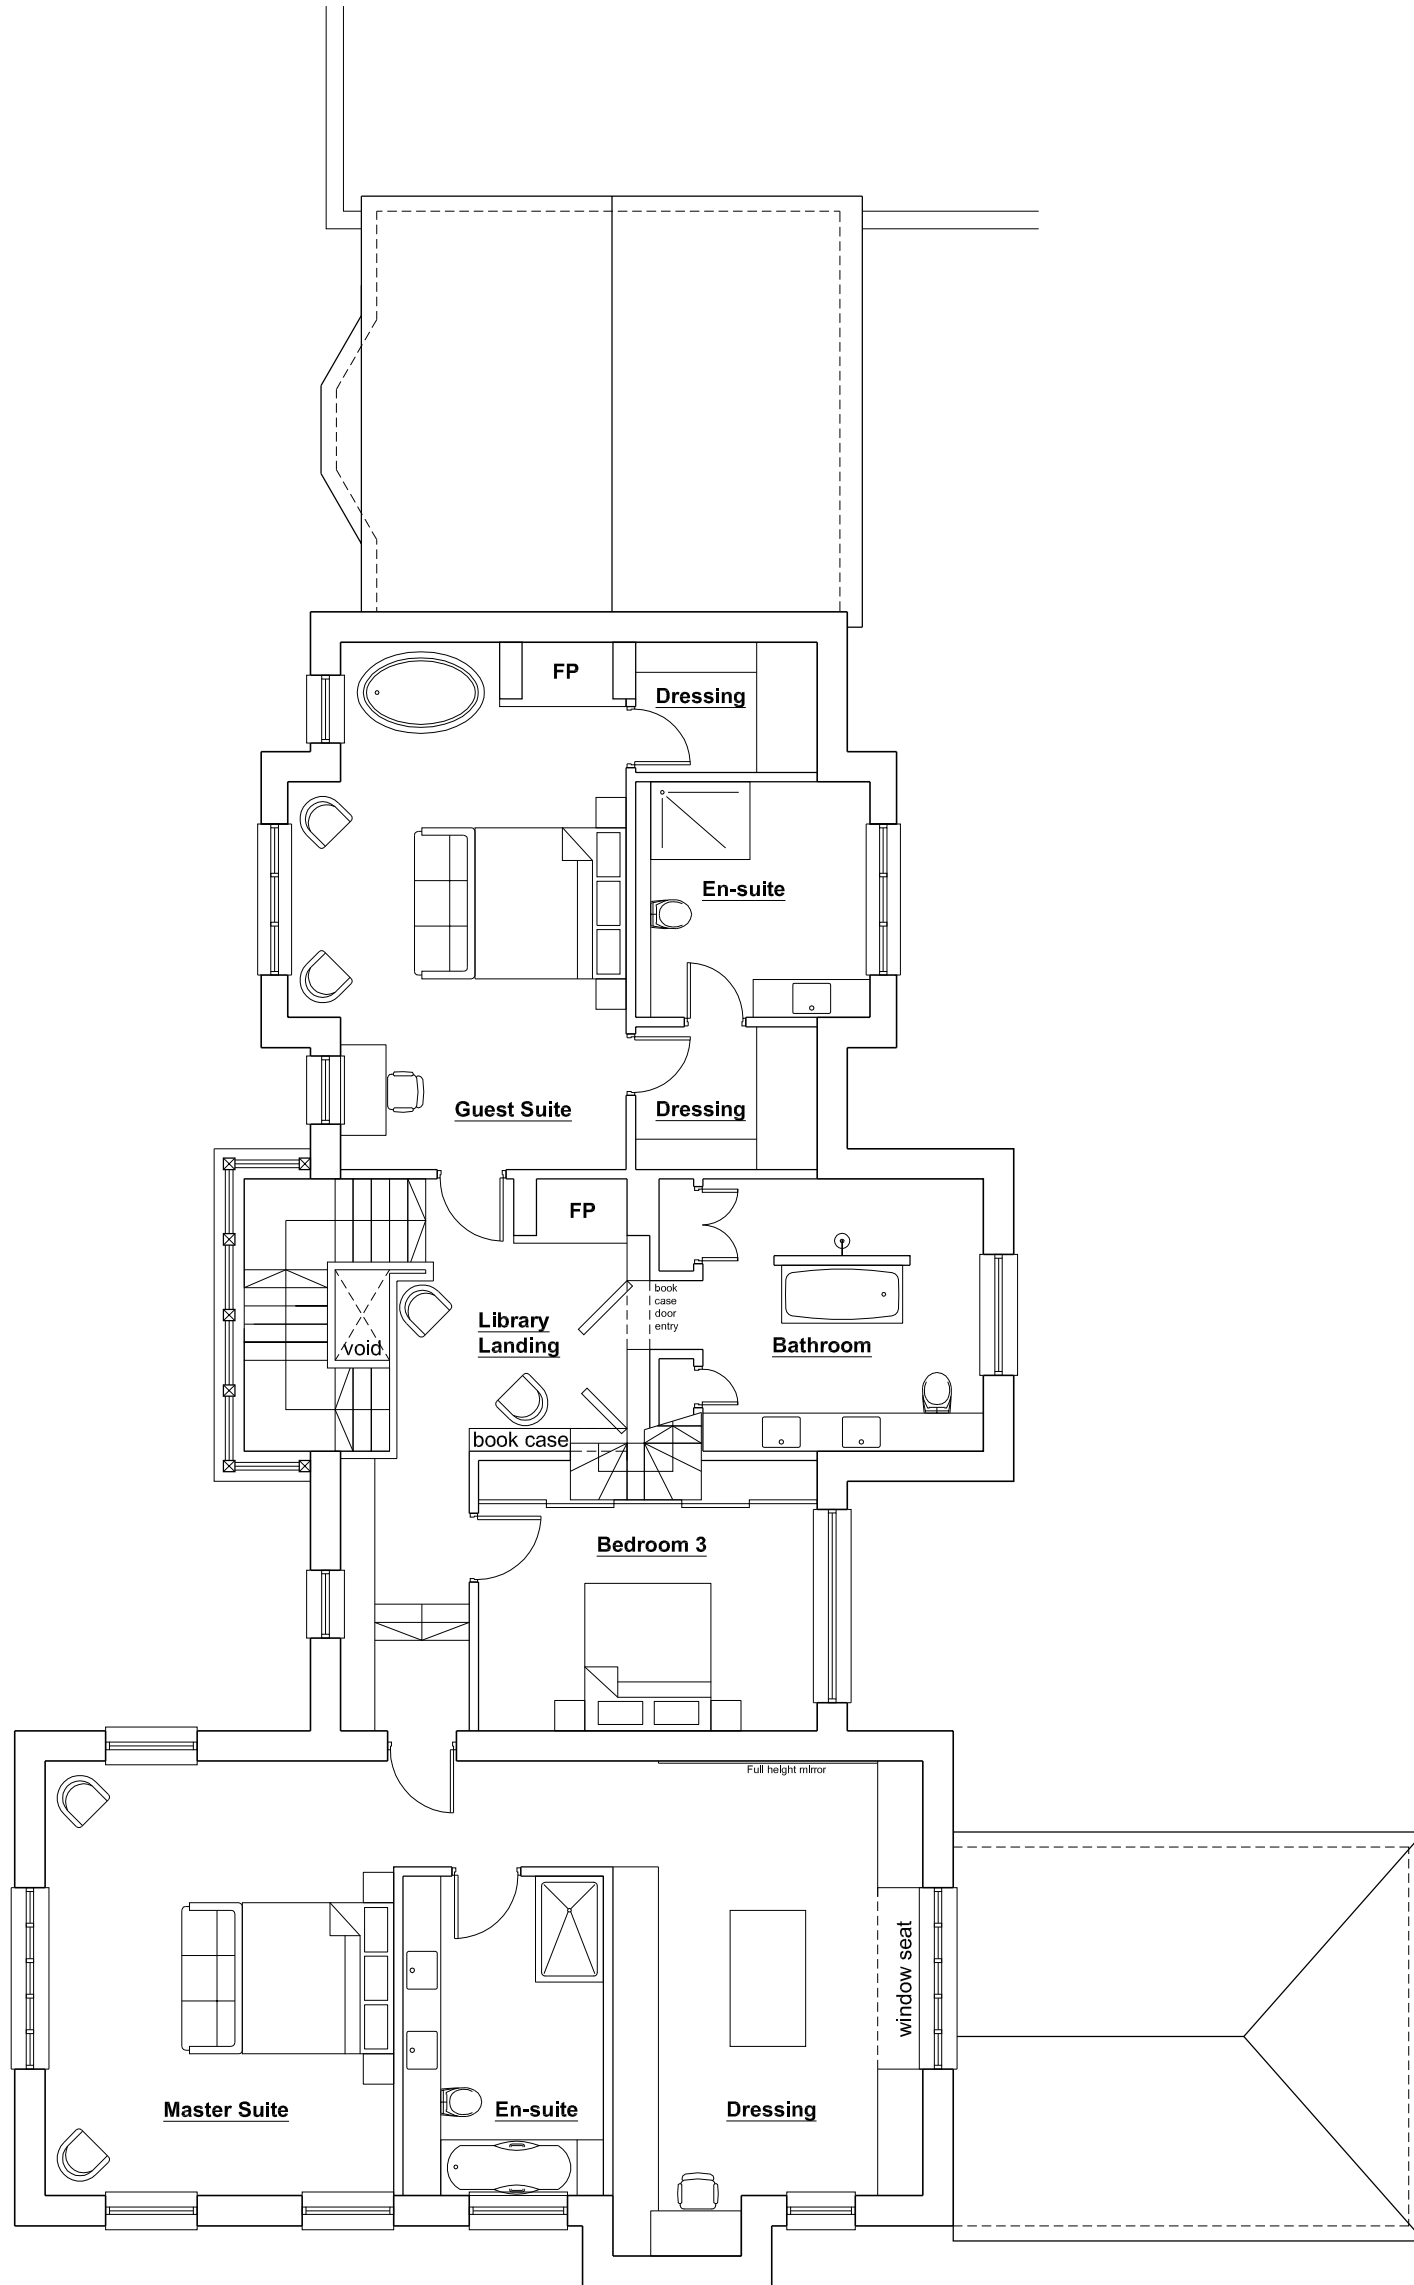 FP
Dressing
En-suite
Guest Suite
Dressing
FP
book
case
door
entry
Library
Landing
void
Bathroom
book case
Bedroom 3
Full height mirror
window seat
Master Suite
En-suite
Dressing